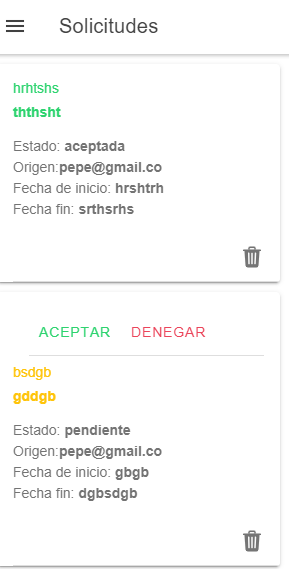 Solicitudes
hrhtshs
ththsht
Estado: aceptada
Origen:pepe@gmail.co
Fecha de inicio: hrshtrh
Fecha fin: srthsrhs
ACEPTAR DENEGAR
bsdgb
gddgb
Estado: pendiente
Origen:pepe@gmail.co
Fecha de inicio: gbgb
Fecha fin: dgbsdgb